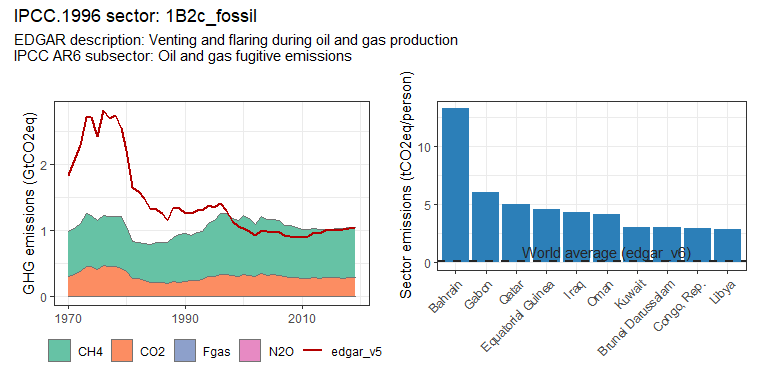 IPCC.1996 sector: 1B2c_fossil
EDGAR description: Venting and flaring during oil and gas production
IPCC AR6 subsector: Oil and gas fugitive emissions
GHG emissions (GtCO2eq)
2
1
0
1970
1990
2010
CH4
CO2
Fgas
N2O
edgar_v5
Sector emissions (tCO2eq/person)
10
5
0
World average (edgar_v6)
Bahrain
Gabon
Qatar
Equatorial Guinea
Iraq
Oman
Kuwait
Brunei Darussalam
Congo, Rep.
Libya